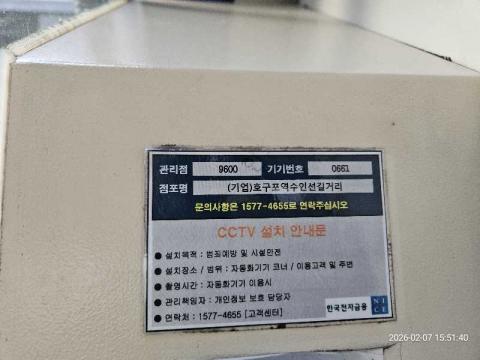 관리점 9600 기기번호 0661
점포명 (기업)호구포역수인선길거리
문의사항은 1577-4655로 연락주십시오
CCTV 설치 안내문
● 설치목적 : 범죄예방 및 시설안전
● 설치장소 / 범위 : 자동화기기 코너 / 이용고객 및 주변
● 촬영시간 : 자동화기기 이용시
● 관리책임자 : 개인정보 보호 담당자
● 연락처 : 1577-4655 [고객센터]
한국전자금융 NICE
2026-02-07 15:51:40